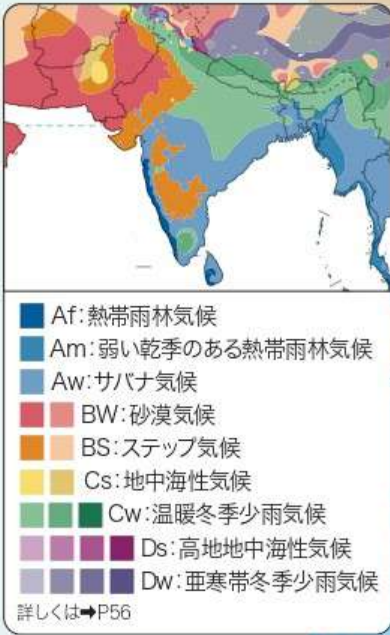 Af:熱帯雨林気候
Am:弱い乾季のある熱帯雨林気候
Aw:サバナ気候
BW:砂漠気候
BS:ステップ気候
Cs:地中海性気候
Cw:温暖冬季少雨気候
Ds:高地地中海性気候
Dw:亜寒帯冬季少雨気候
詳しくは➡P56